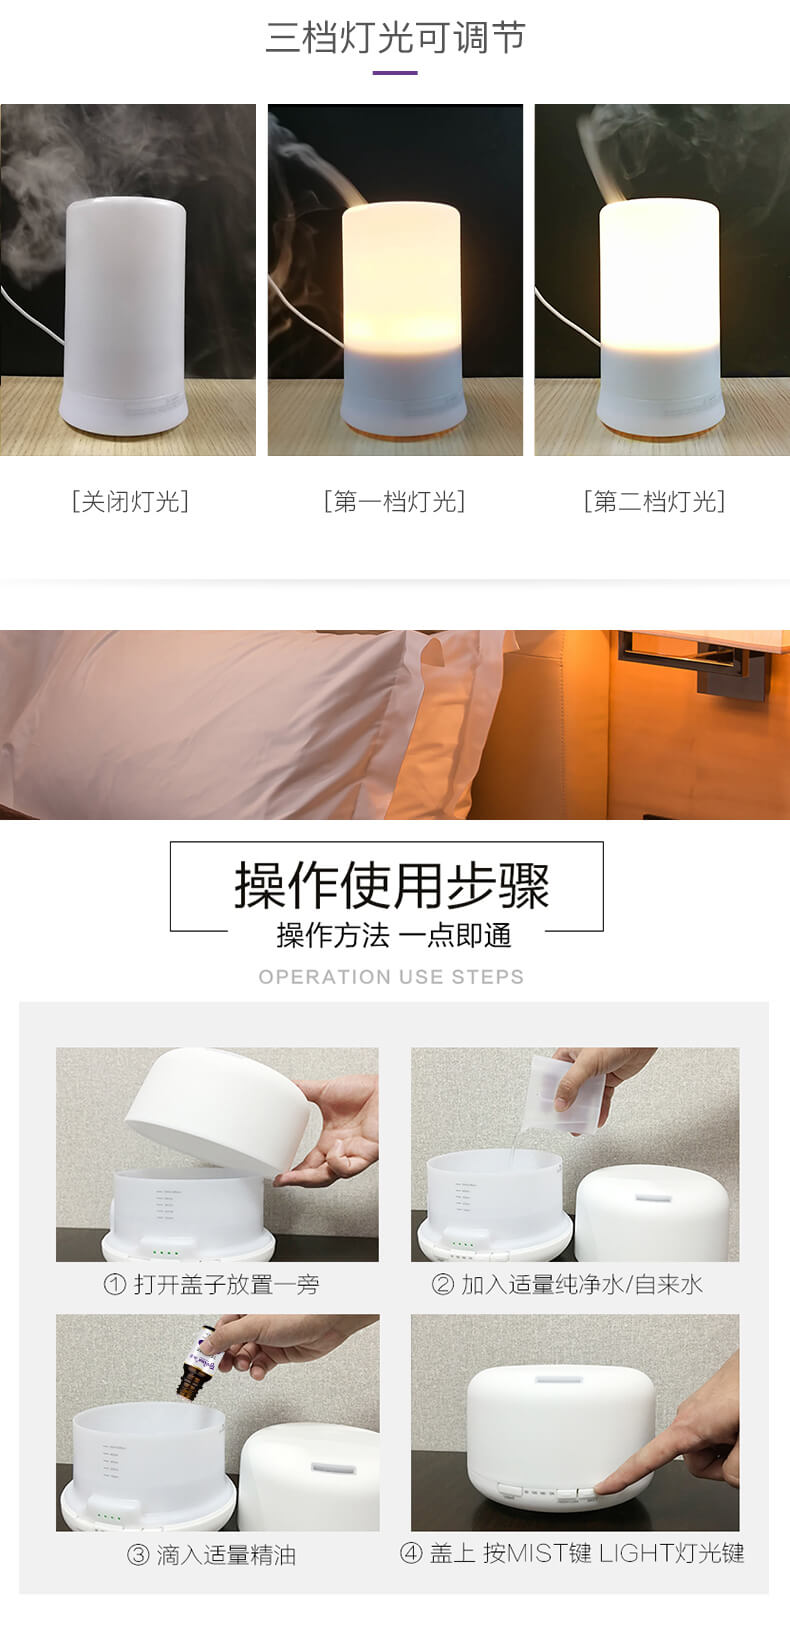 三档灯光可调节
[关闭灯光]
[第一档灯光]
[第二档灯光]
操作使用步骤
操作方法 一点即通
OPERATION USE STEPS
① 打开盖子放置一旁
② 加入适量纯净水/自来水
③ 滴入适量精油
④ 盖上 按MIST键 LIGHT灯光键